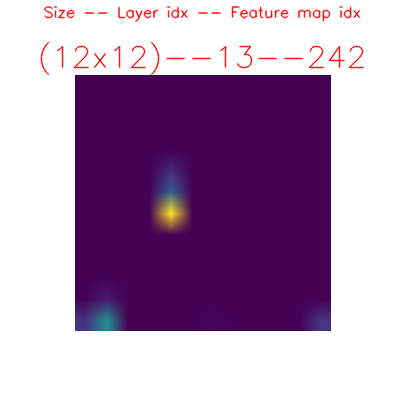 Size -- Layer idx -- Feature map idx
(12x12)--13--242